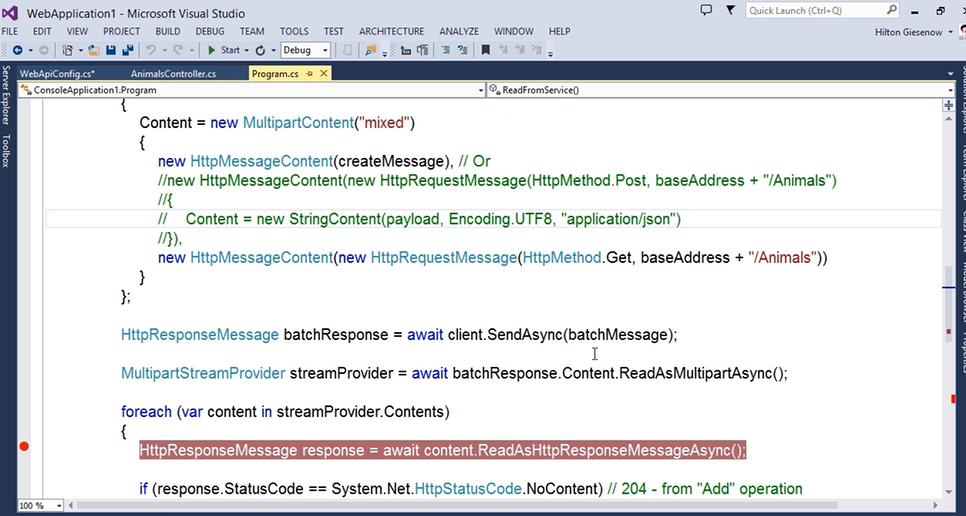 WebApplication1 - Microsoft Visual Studio
Quick Launch (Ctrl+Q)
FILE EDIT VIEW PROJECT BUILD DEBUG TEAM TOOLS TEST ARCHITECTURE ANALYZE WINDOW HELP
Hilton Giesenow
Start
Debug
Server Explorer
Toolbox
WebApiConfig.cs* AnimalsController.cs Program.cs
ConsoleApplication1.Program ReadFromService()
{
Content = new MultipartContent("mixed")
{
new HttpMessageContent(createMessage), // Or
//new HttpMessageContent(new HttpRequestMessage(HttpMethod.Post, baseAddress + "/Animals")
//{
// Content = new StringContent(payload, Encoding.UTF8, "application/json")
//}),
new HttpMessageContent(new HttpRequestMessage(HttpMethod.Get, baseAddress + "/Animals"))
}
};
HttpResponseMessage batchResponse = await client.SendAsync(batchMessage);
MultipartStreamProvider streamProvider = await batchResponse.Content.ReadAsMultipartAsync();
foreach (var content in streamProvider.Contents)
{
HttpResponseMessage response = await content.ReadAsHttpResponseMessageAsync();
if (response.StatusCode == System.Net.HttpStatusCode.NoContent) // 204 - from "Add" operation
100 %